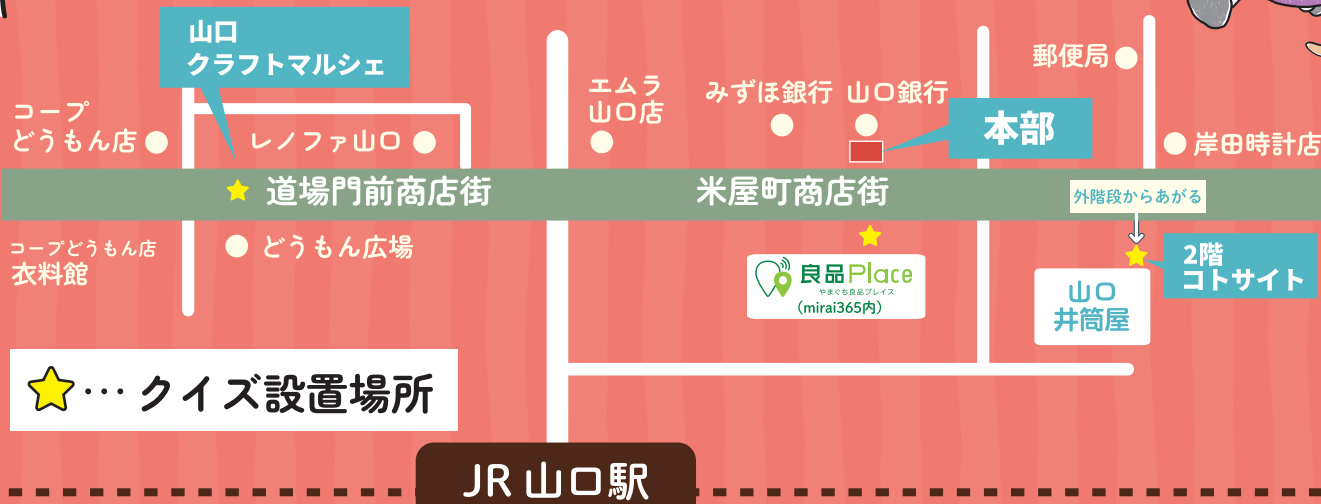 山口
クラフトマルシェ
コープ
どうもん店
レノファ山口
エムラ
山口店
みずほ銀行
山口銀行
本部
郵便局
岸田時計店
道場門前商店街
米屋町商店街
外階段からあがる
コープどうもん店
衣料館
どうもん広場
良品Place
やまぐち良品プレイス
(mirai365内)
2階
コトサイト
山口
井筒屋
…クイズ設置場所
JR 山口駅